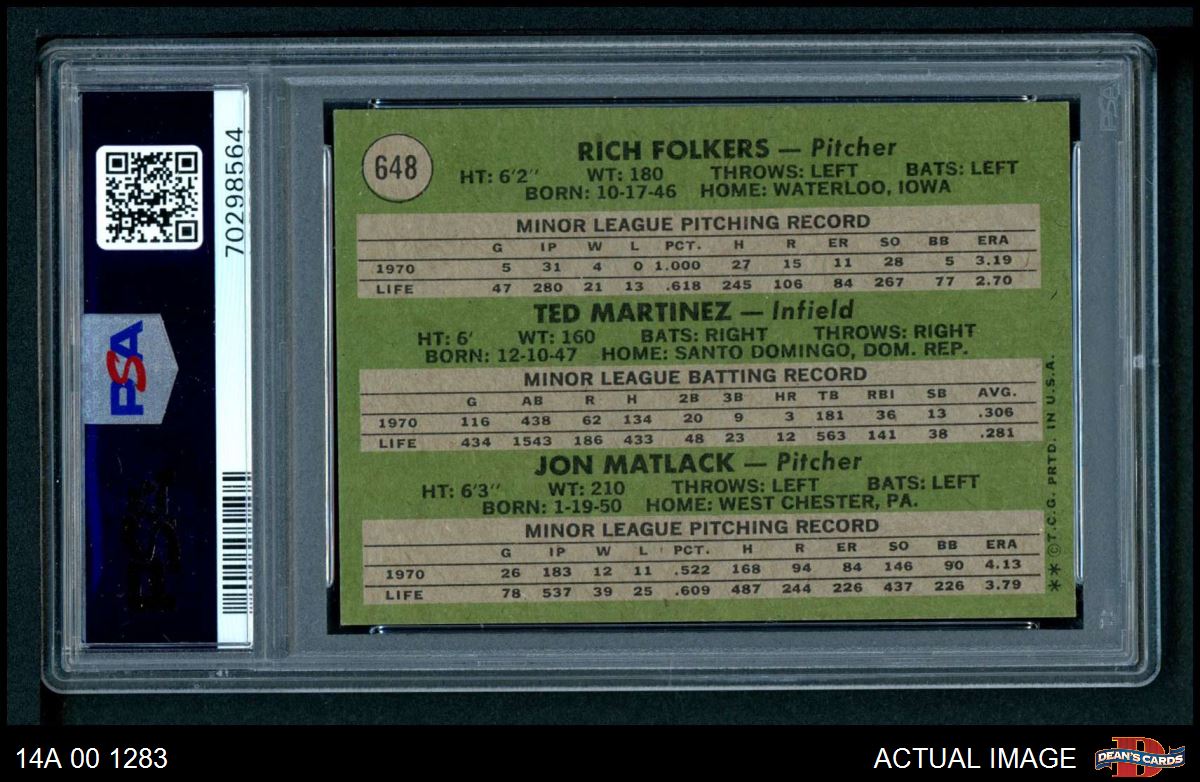 70298564
PSA
648
RICH FOLKERS — Pitcher
HT: 6'2" WT: 180 THROWS: LEFT BATS: LEFT
BORN: 10-17-46 HOME: WATERLOO, IOWA
MINOR LEAGUE PITCHING RECORD
G IP W L PCT. H R ER SO BB ERA
1970 5 31 4 0 1.000 27 15 11 28 5 3.19
LIFE 47 280 21 13 .618 245 106 84 267 77 2.70
TED MARTINEZ — Infield
HT: 6' WT: 160 BATS: RIGHT THROWS: RIGHT
BORN: 12-10-47 HOME: SANTO DOMINGO, DOM. REP.
MINOR LEAGUE BATTING RECORD
G AB R H 2B 3B HR TB RBI SB AVG.
1970 116 438 62 134 20 9 3 181 36 13 .306
LIFE 434 1543 186 433 48 23 12 563 141 38 .281
JON MATLACK — Pitcher
HT: 6'3" WT: 210 THROWS: LEFT BATS: LEFT
BORN: 1-19-50 HOME: WEST CHESTER, PA.
MINOR LEAGUE PITCHING RECORD
G IP W L PCT. H R ER SO BB ERA
1970 26 183 12 11 .522 168 94 84 146 90 4.13
LIFE 78 537 39 25 .609 487 244 226 437 226 3.79
**©T.C.G. PRTD. IN U.S.A.
PSA
14A 00 1283
ACTUAL IMAGE
D
DEAN'S CARDS